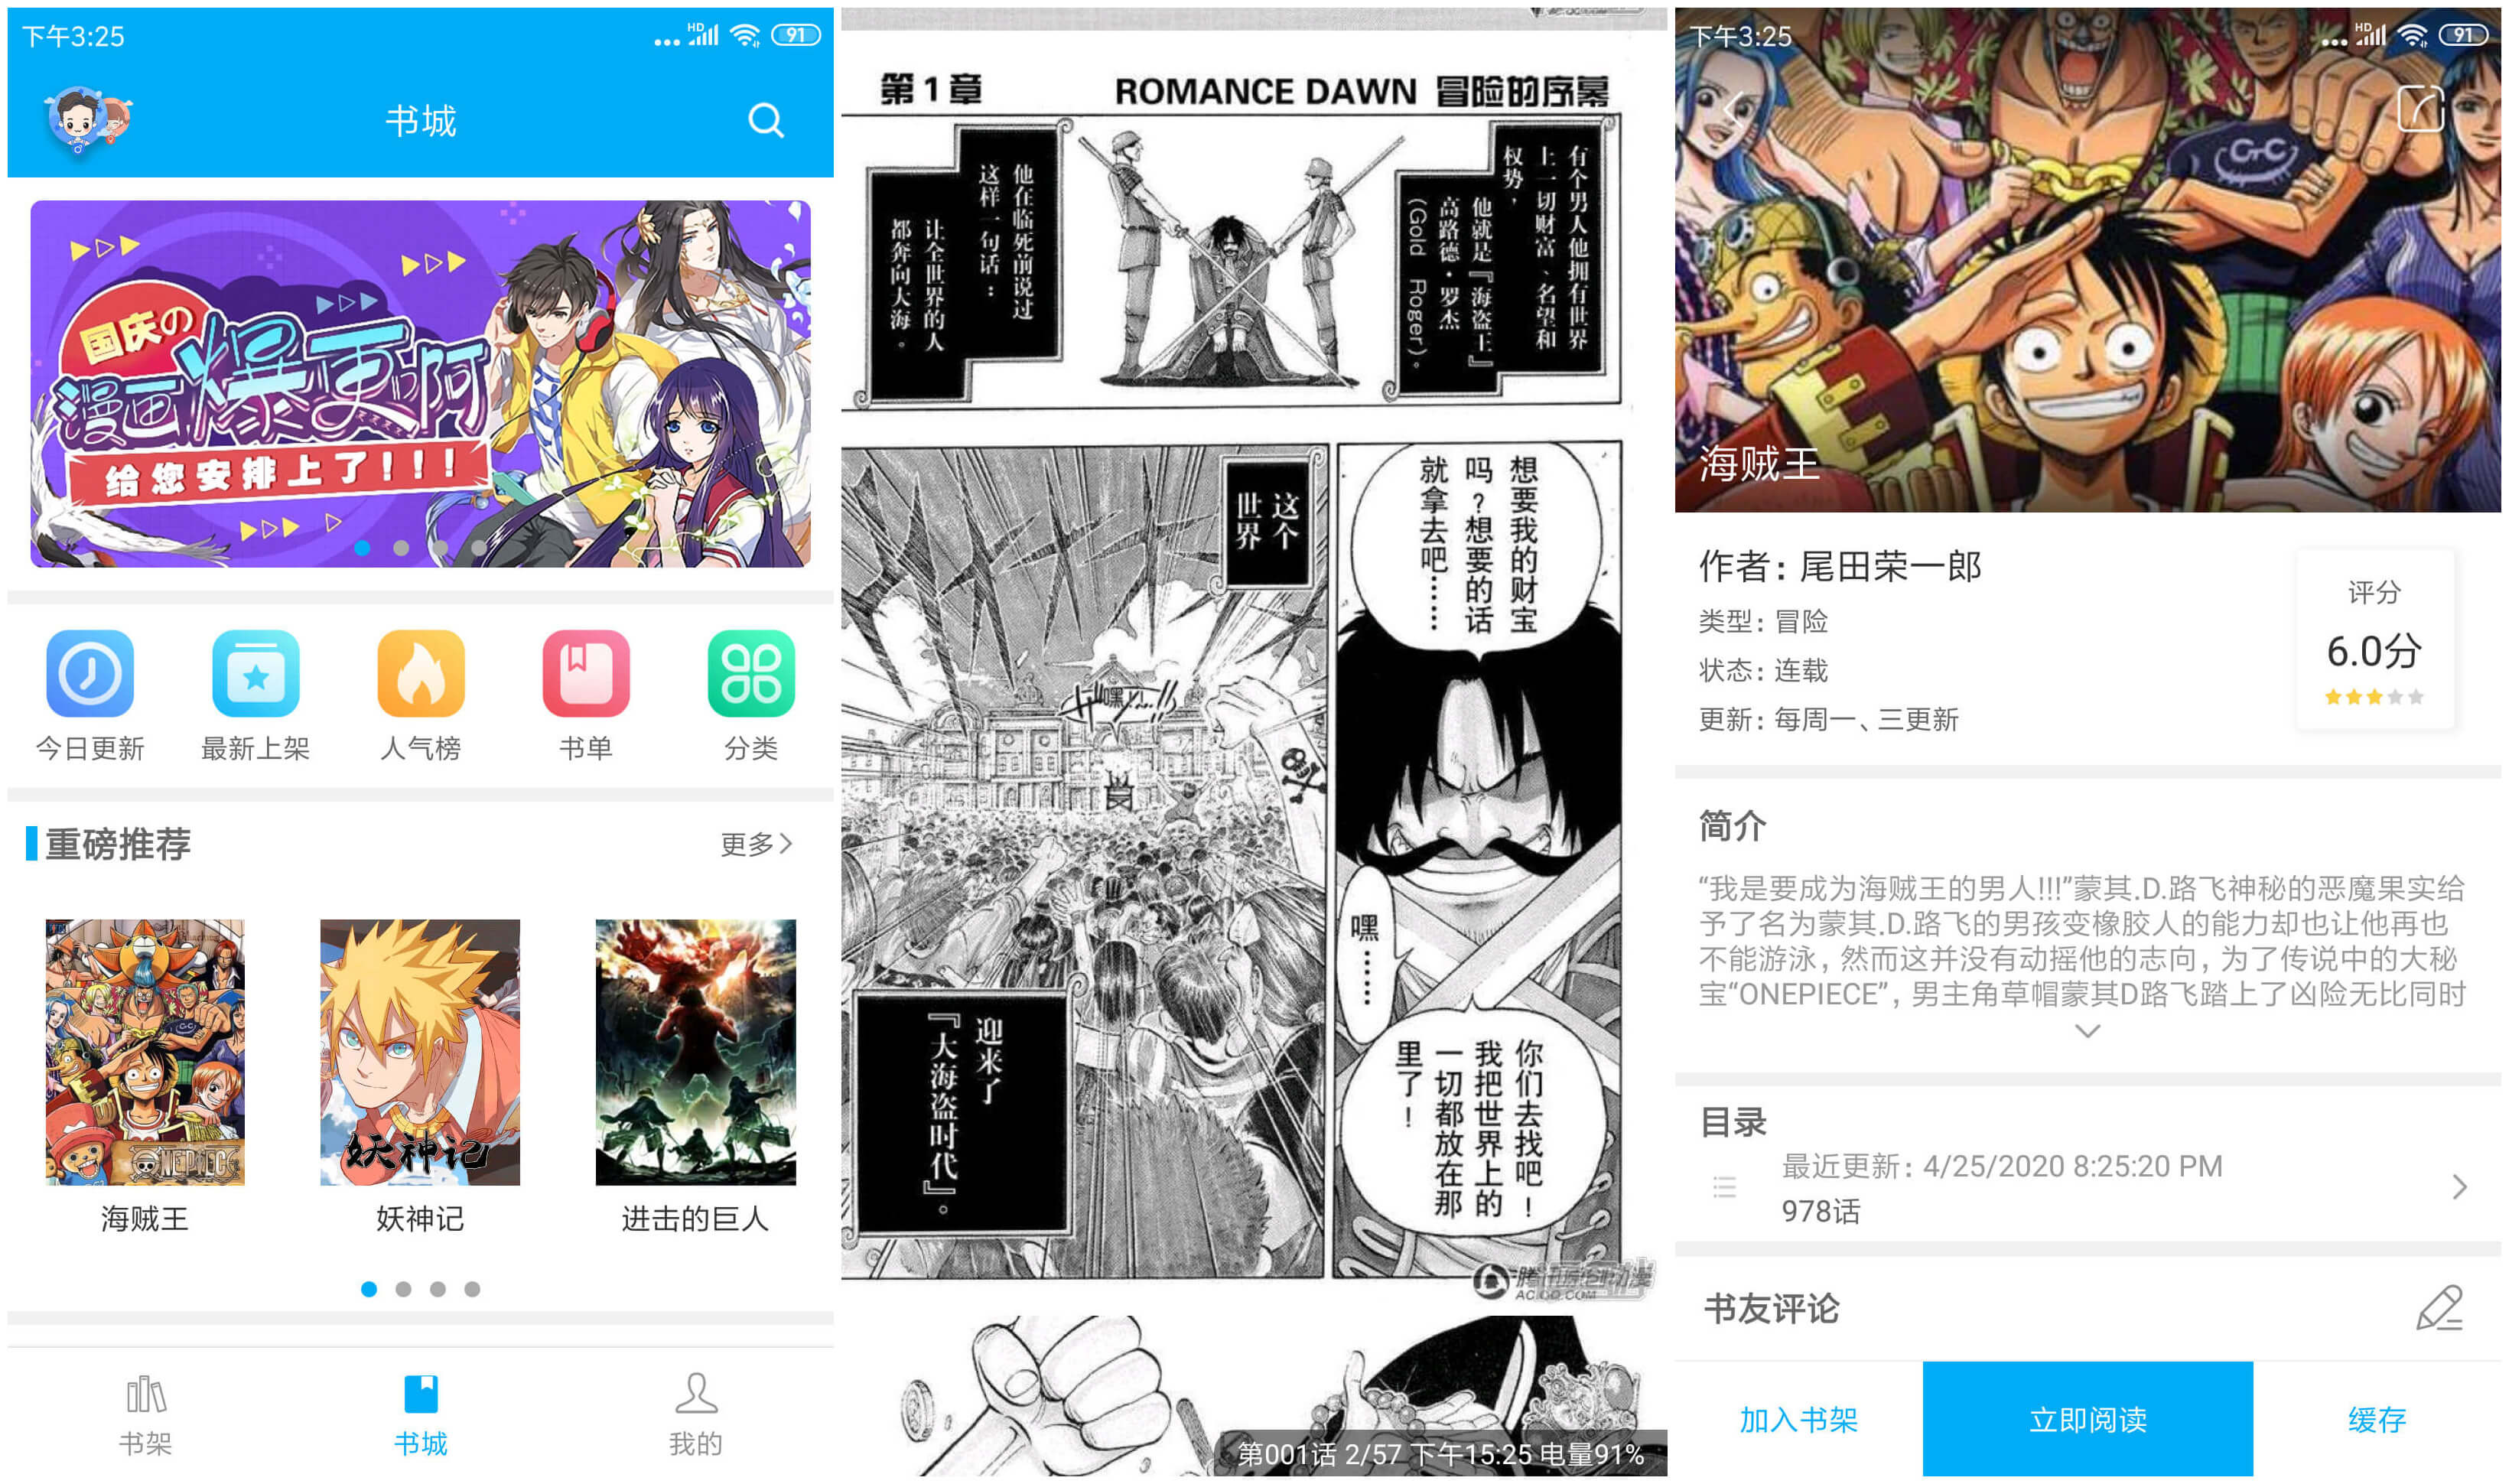 下午3:25
HD
91
书城
国庆の
漫画爆更啊
给您安排上了!!!
今日更新
最新上架
人气榜
书单
分类
重磅推荐
更多
ONE PIECE
妖神记
海贼王
妖神记
进击的巨人
书架
书城
我的
第1章
ROMANCE DAWN 冒险的序幕
有个男人他拥有世界
上一切财富、名望和
权势，
他就是『海盗王』
高路德·罗杰
(Gold Roger)。
他在临死前说过
这样一句话：
让全世界的人
都奔向大海。
想要我的财宝
吗？想要的话
就拿去吧……
嘿……
你们去找吧！
我把世界上的
一切都放在那
里了！
这个
世界
嘿！
迎来了
『大海盗时代』。
腾讯动漫
AC.QQ.COM
第001话 2/57 下午15:25 电量91%
下午3:25
HD
91
海贼王
作者：尾田荣一郎
类型：冒险
状态：连载
更新：每周一、三更新
评分
6.0分
简介
“我是要成为海贼王的男人!!!”蒙其.D.路飞神秘的恶魔果实给
予了名为蒙其.D.路飞的男孩变橡胶人的能力却也让他再也
不能游泳，然而这并没有动摇他的志向，为了传说中的大秘
宝“ONEPIECE”，男主角草帽蒙其D路飞踏上了凶险无比同时
目录
最近更新：4/25/2020 8:25:20 PM
978话
书友评论
加入书架
立即阅读
缓存